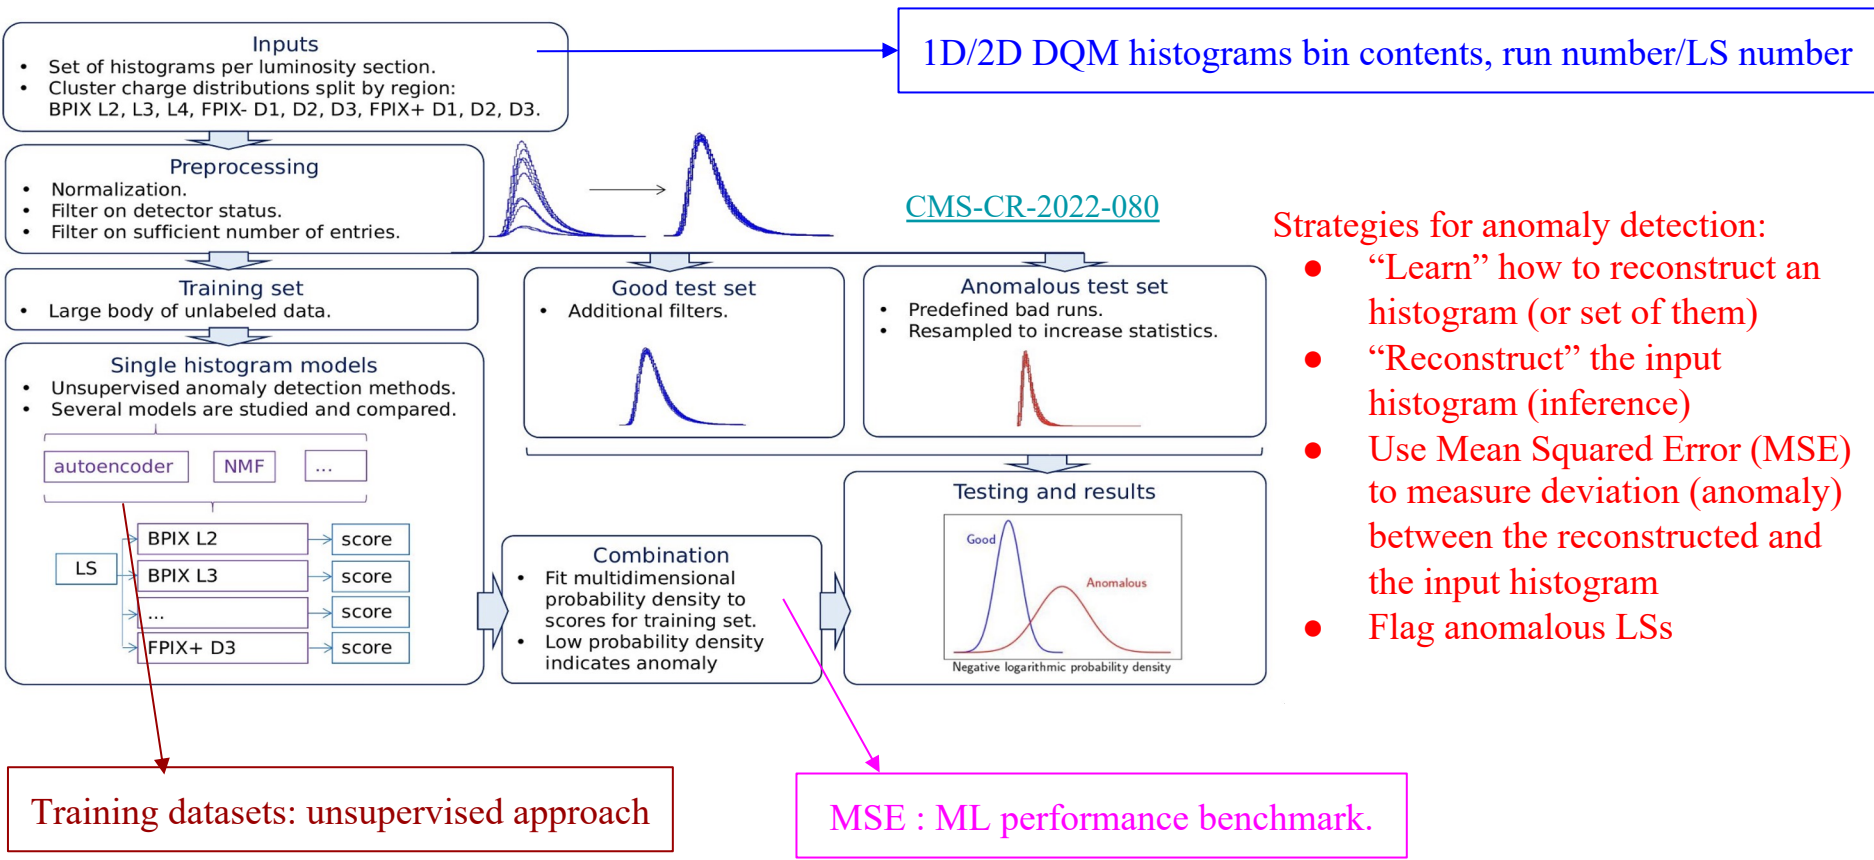 Inputs
• Set of histograms per luminosity section.
• Cluster charge distributions split by region:
BPIX L2, L3, L4, FPIX- D1, D2, D3, FPIX+ D1, D2, D3.
1D/2D DQM histograms bin contents, run number/LS number
Preprocessing
• Normalization.
• Filter on detector status.
• Filter on sufficient number of entries.
CMS-CR-2022-080
Training set
• Large body of unlabeled data.
Good test set
• Additional filters.
Anomalous test set
• Predefined bad runs.
• Resampled to increase statistics.
Single histogram models
• Unsupervised anomaly detection methods.
• Several models are studied and compared.
autoencoder
NMF
...
LS
BPIX L2
score
BPIX L3
score
...
score
FPIX+ D3
score
Combination
• Fit multidimensional
probability density to
scores for training set.
• Low probability density
indicates anomaly
Testing and results
Good
Anomalous
Negative logarithmic probability density
Strategies for anomaly detection:
● “Learn” how to reconstruct an
histogram (or set of them)
● “Reconstruct” the input
histogram (inference)
● Use Mean Squared Error (MSE)
to measure deviation (anomaly)
between the reconstructed and
the input histogram
● Flag anomalous LSs
Training datasets: unsupervised approach
MSE : ML performance benchmark.